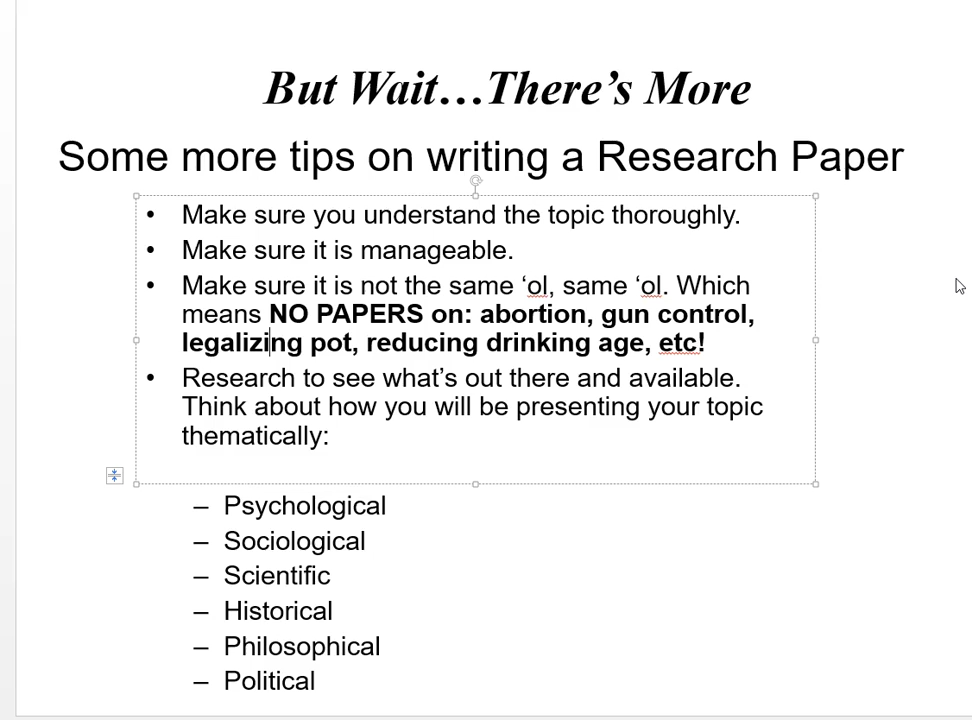 But Wait…There’s More
Some more tips on writing a Research Paper
• Make sure you understand the topic thoroughly.
• Make sure it is manageable.
• Make sure it is not the same ‘ol, same ‘ol. Which
means NO PAPERS on: abortion, gun control,
legalizing pot, reducing drinking age, etc!
• Research to see what’s out there and available.
Think about how you will be presenting your topic
thematically:
– Psychological
– Sociological
– Scientific
– Historical
– Philosophical
– Political